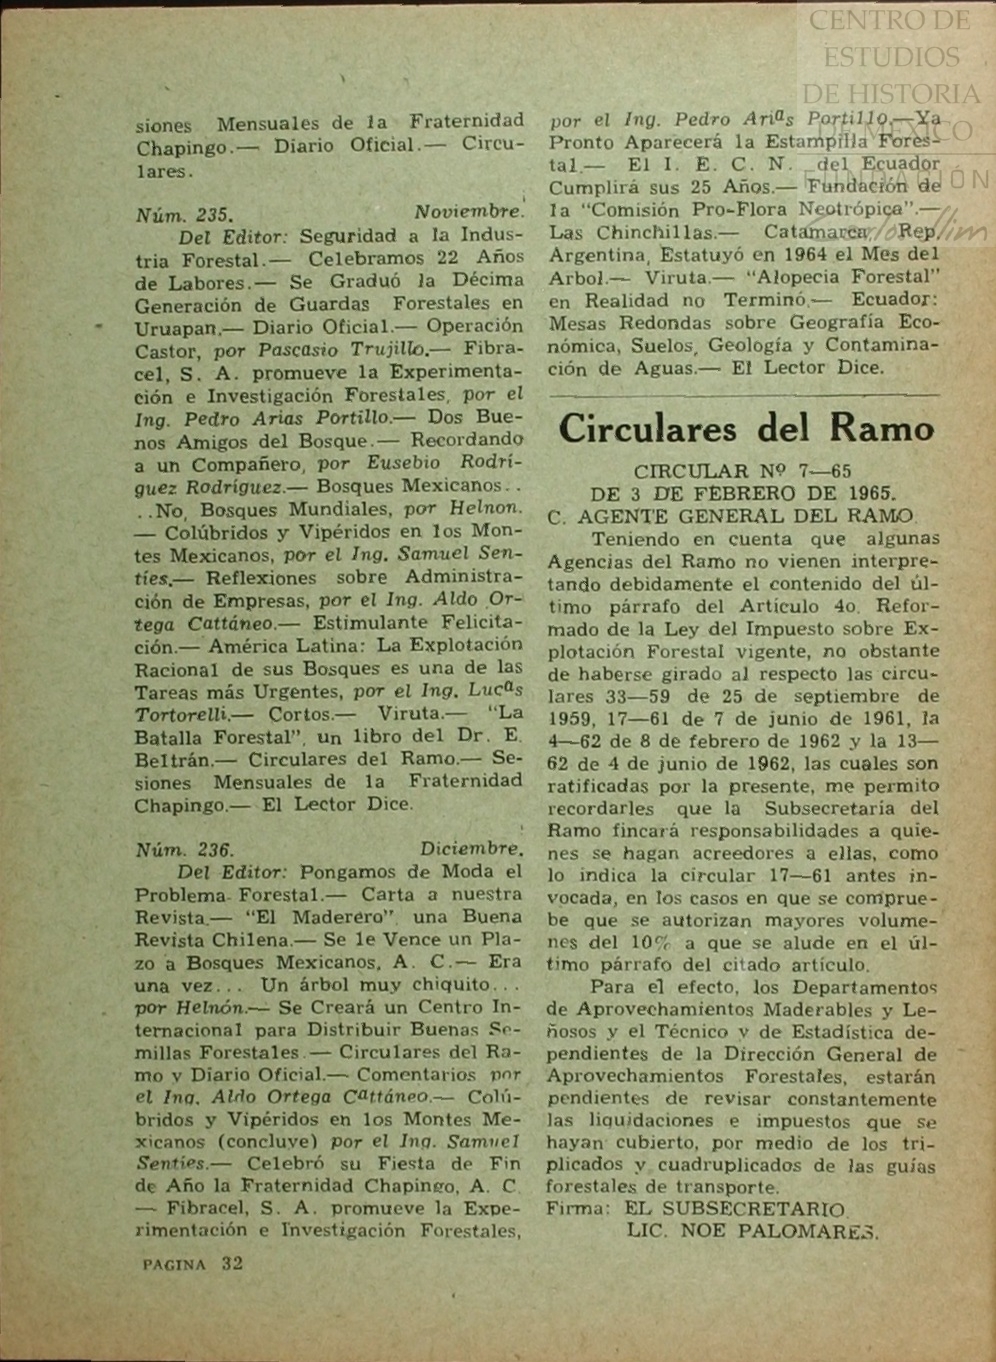 CENTRO DE
ESTUDIOS
DE HISTORIA
DE MÉXICO
FUNDACIÓN
Carlos Slim
siones Mensuales de la Fraternidad
Chapingo.— Diario Oficial.— Circu-
lares.
Núm. 235. Noviembre.
Del Editor: Seguridad a la Indus-
tria Forestal.— Celebramos 22 Años
de Labores.— Se Graduó la Décima
Generación de Guardas Forestales en
Uruapan.— Diario Oficial.— Operación
Castor, por Pascasio Trujillo.— Fibra-
cel, S. A. promueve la Experimenta-
ción e Investigación Forestales, por el
Ing. Pedro Arias Portillo.— Dos Bue-
nos Amigos del Bosque.— Recordando
a un Compañero, por Eusebio Rodrí-
guez Rodríguez.— Bosques Mexicanos. .
. .No, Bosques Mundiales, por Helnon.
— Colúbridos y Vipéridos en los Mon-
tes Mexicanos, por el Ing. Samuel Sen-
tíes.— Reflexiones sobre Administra-
ción de Empresas, por el Ing. Aldo Or-
tega Cattáneo.— Estimulante Felicita-
ción.— América Latina: La Explotación
Racional de sus Bosques es una de las
Tareas más Urgentes, por el Ing. Lucas
Tortorelli.— Cortos.— Viruta.— "La
Batalla Forestal", un libro del Dr. E.
Beltrán.— Circulares del Ramo.— Se-
siones Mensuales de la Fraternidad
Chapingo.— El Lector Dice.
Núm. 236. Diciembre.
Del Editor: Pongamos de Moda el
Problema Forestal.— Carta a nuestra
Revista.— "El Maderero", una Buena
Revista Chilena.— Se le Vence un Pla-
zo a Bosques Mexicanos, A. C.— Era
una vez... Un árbol muy chiquito...
por Helnón.— Se Creará un Centro In-
ternacional para Distribuir Buenas Se-
millas Forestales.— Circulares del Ra-
mo y Diario Oficial.— Comentarios por
el Ing. Aldo Ortega Cattáneo.— Colú-
bridos y Vipéridos en los Montes Me-
xicanos (concluye) por el Ing. Samuel
Sentíes.— Celebró su Fiesta de Fin
de Año la Fraternidad Chapingo, A. C.
— Fibracel, S. A. promueve la Expe-
rimentación e Investigación Forestales,
PAGINA 32
por el Ing. Pedro Arias Portillo.—Ya
Pronto Aparecerá la Estampilla Fores-
tal.— El I. E. C. N. del Ecuador
Cumplirá sus 25 Años.— Fundación de
la "Comisión Pro-Flora Neotrópica".—
Las Chinchillas.— Catamarca, Rep.
Argentina, Estatuyó en 1964 el Mes del
Arbol.— Viruta.— "Alopecia Forestal"
en Realidad no Terminó.— Ecuador:
Mesas Redondas sobre Geografía Eco-
nómica, Suelos, Geología y Contamina-
ción de Aguas.— El Lector Dice.
Circulares del Ramo
CIRCULAR Nº 7—65
DE 3 DE FEBRERO DE 1965.
C. AGENTE GENERAL DEL RAMO.
Teniendo en cuenta que algunas
Agencias del Ramo no vienen interpre-
tando debidamente el contenido del úl-
timo párrafo del Artículo 4o. Refor-
mado de la Ley del Impuesto sobre Ex-
plotación Forestal vigente, no obstante
de haberse girado al respecto las circu-
lares 33—59 de 25 de septiembre de
1959, 17—61 de 7 de junio de 1961, la
4—62 de 8 de febrero de 1962 y la 13—
62 de 4 de junio de 1962, las cuales son
ratificadas por la presente, me permito
recordarles que la Subsecretaría del
Ramo fincará responsabilidades a quie-
nes se hagan acreedores a ellas, como
lo indica la circular 17—61 antes in-
vocada, en los casos en que se comprue-
be que se autorizan mayores volume-
nes del 10% a que se alude en el úl-
timo párrafo del citado artículo.
Para el efecto, los Departamentos
de Aprovechamientos Maderables y Le-
ñosos y el Técnico y de Estadística de-
pendientes de la Dirección General de
Aprovechamientos Forestales, estarán
pendientes de revisar constantemente
las liquidaciones e impuestos que se
hayan cubierto, por medio de los tri-
plicados y cuadruplicados de las guías
forestales de transporte.
Firma: EL SUBSECRETARIO.
LIC. NOE PALOMARES.